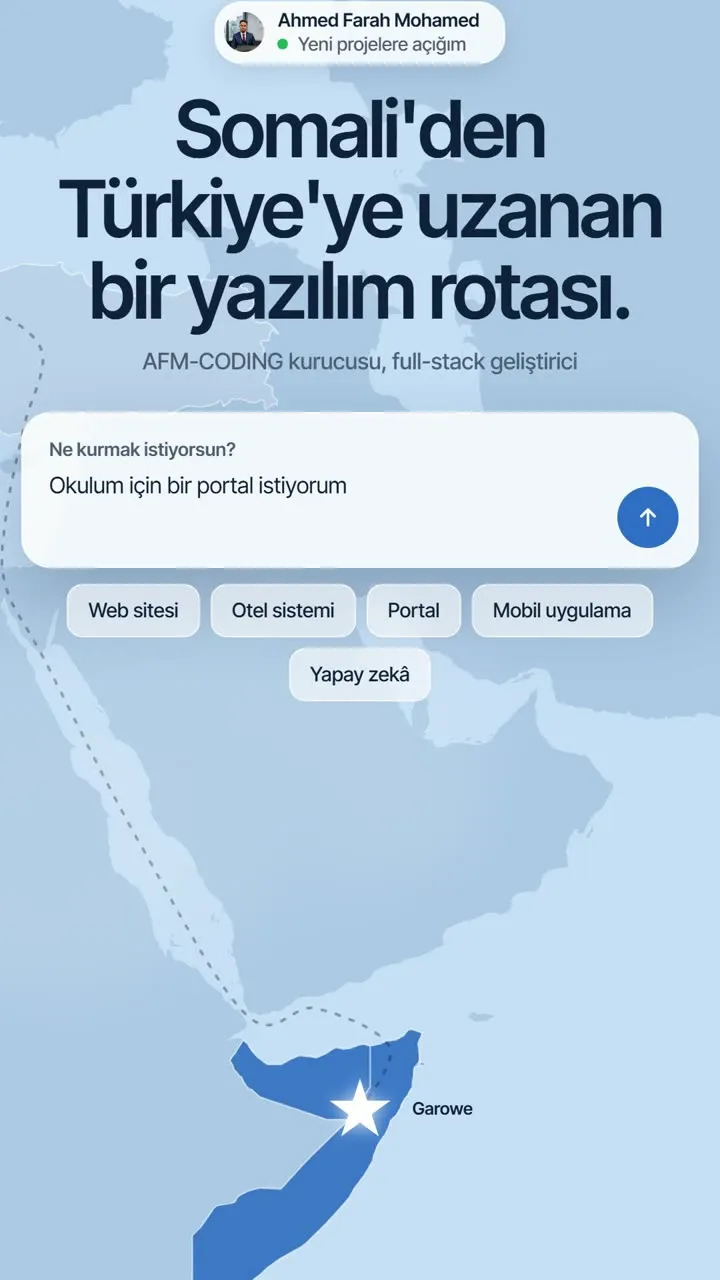 Ahmed Farah Mohamed
Yeni projelere açığım
Somali'den
Türkiye'ye uzanan
bir yazılım rotası.
AFM-CODING kurucusu, full-stack geliştirici
Ne kurmak istiyorsun?
Okulum için bir portal istiyorum
Web sitesi
Otel sistemi
Portal
Mobil uygulama
Yapay zekâ
Garowe